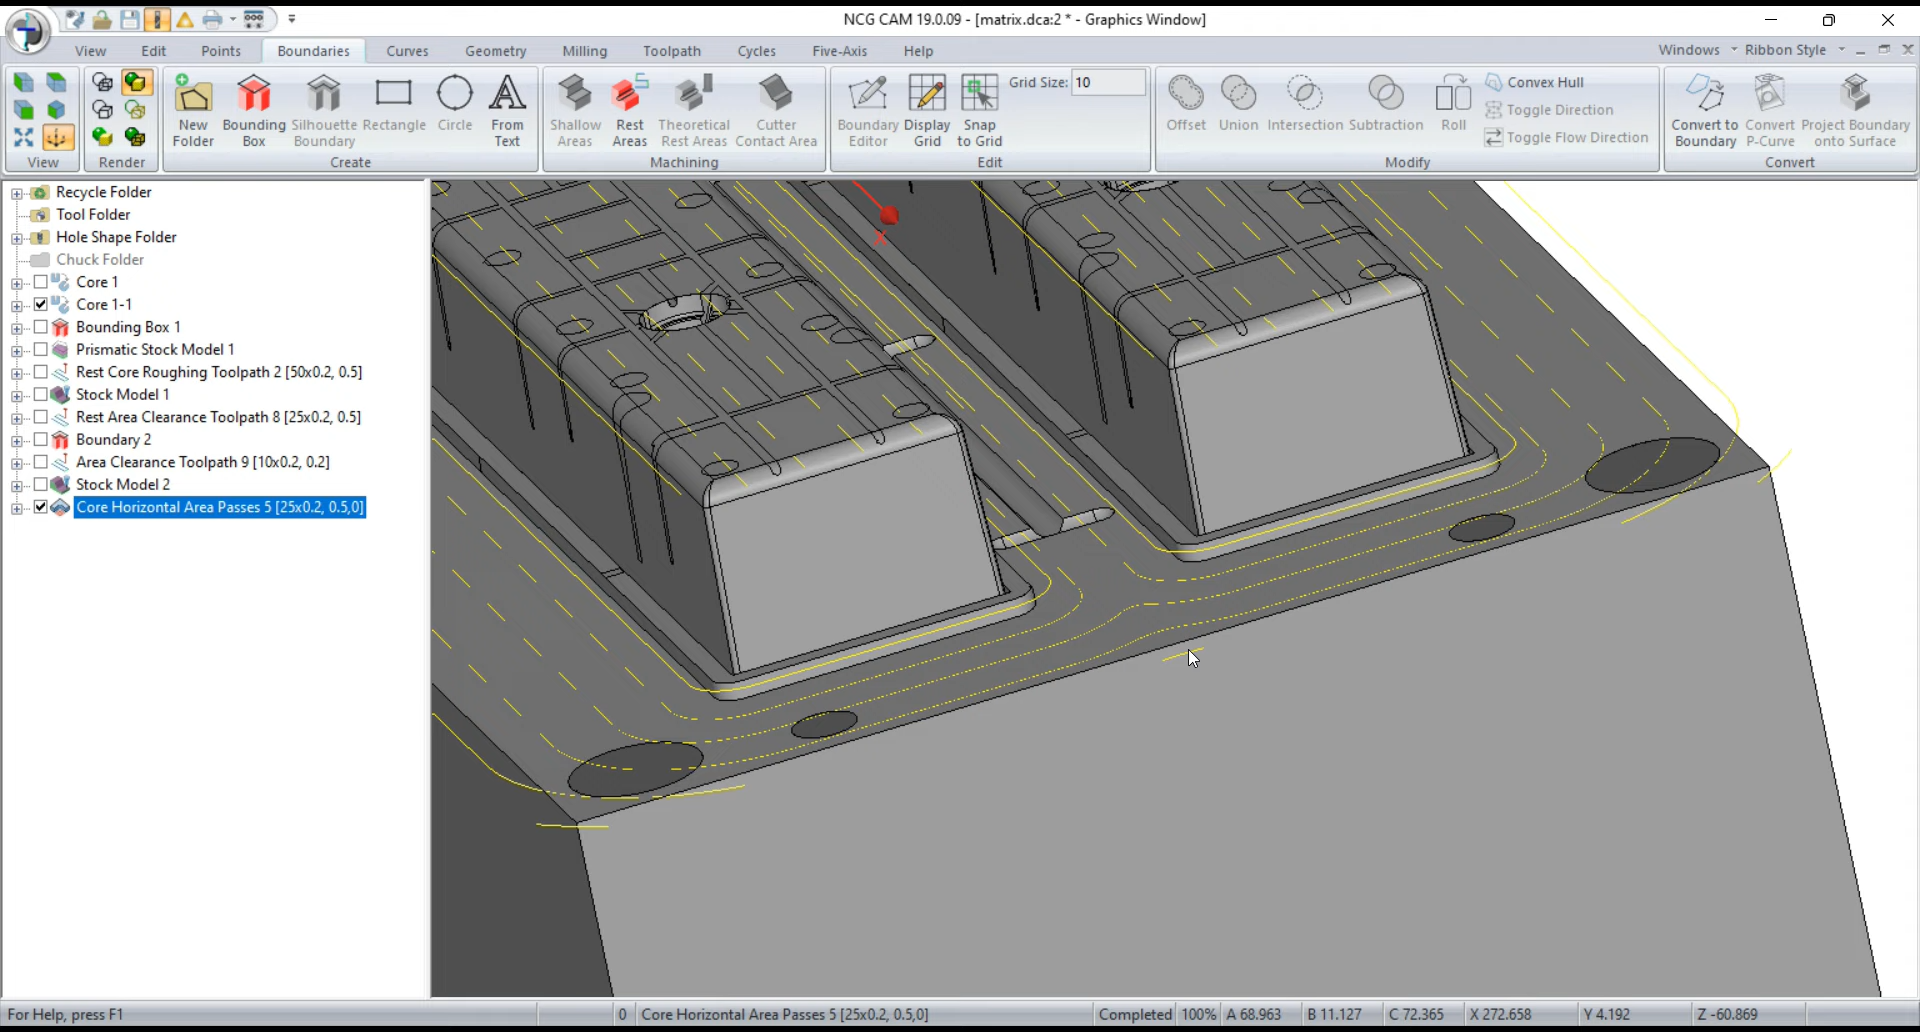 NCG CAM 19.0.09 - [matrix.dca:2 * - Graphics Window]
View Edit Points Boundaries Curves Geometry Milling Toolpath Cycles Five-Axis Help Windows Ribbon Style
New Folder
Bounding Box
Silhouette Boundary
Rectangle
Circle
From Text
Shallow Areas
Rest Areas
Theoretical Rest Areas
Cutter Contact Area
Boundary Editor
Display Grid
Snap to Grid
Grid Size: 10
Offset
Union
Intersection
Subtraction
Roll
Convex Hull
Toggle Direction
Toggle Flow Direction
Convert to Boundary
Convert P-Curve
Project Boundary onto Surface
View Render Create Machining Edit Modify Convert
Recycle Folder
Tool Folder
Hole Shape Folder
Chuck Folder
Core 1
Core 1-1
Bounding Box 1
Prismatic Stock Model 1
Rest Core Roughing Toolpath 2 [50x0.2, 0.5]
Stock Model 1
Rest Area Clearance Toolpath 8 [25x0.2, 0.5]
Boundary 2
Area Clearance Toolpath 9 [10x0.2, 0.2]
Stock Model 2
Core Horizontal Area Passes 5 [25x0.2, 0.5,0]
X
For Help, press F1 0 Core Horizontal Area Passes 5 [25x0.2, 0.5,0] Completed 100% A 68.963 B 11.127 C 72.365 X 272.658 Y 4.192 Z -60.869